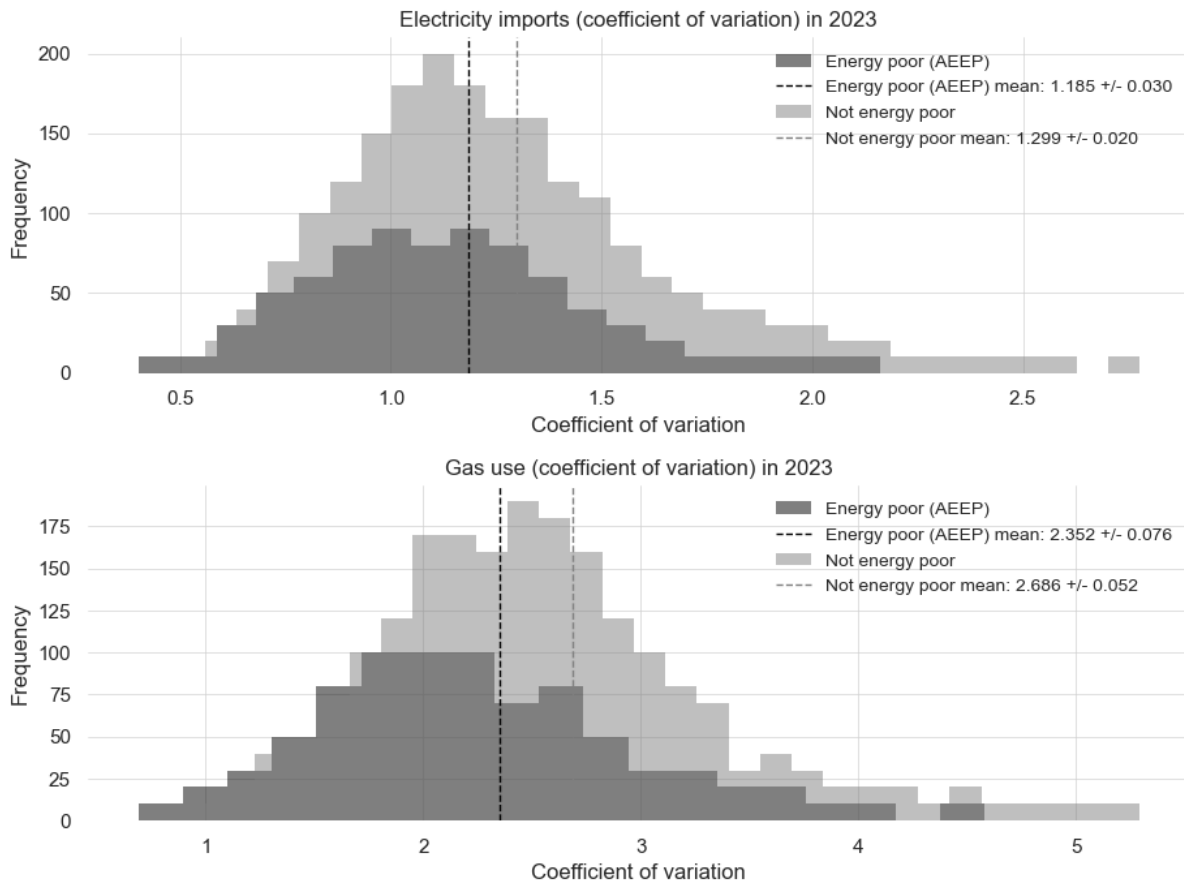 Electricity imports (coefficient of variation) in 2023
200
150
100
50
0
Frequency
Energy poor (AEEP)
Energy poor (AEEP) mean: 1.185 +/- 0.030
Not energy poor
Not energy poor mean: 1.299 +/- 0.020
0.5 1.0 1.5 2.0 2.5
Coefficient of variation
Gas use (coefficient of variation) in 2023
175
150
125
100
75
50
25
0
Frequency
Energy poor (AEEP)
Energy poor (AEEP) mean: 2.352 +/- 0.076
Not energy poor
Not energy poor mean: 2.686 +/- 0.052
1 2 3 4 5
Coefficient of variation